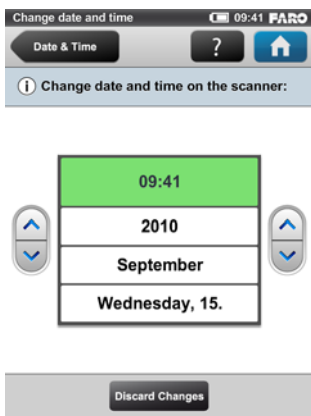 Change date and time 09:41 FARO
Date & Time ?
i Change date and time on the scanner:
09:41
2010
September
Wednesday, 15.
Discard Changes